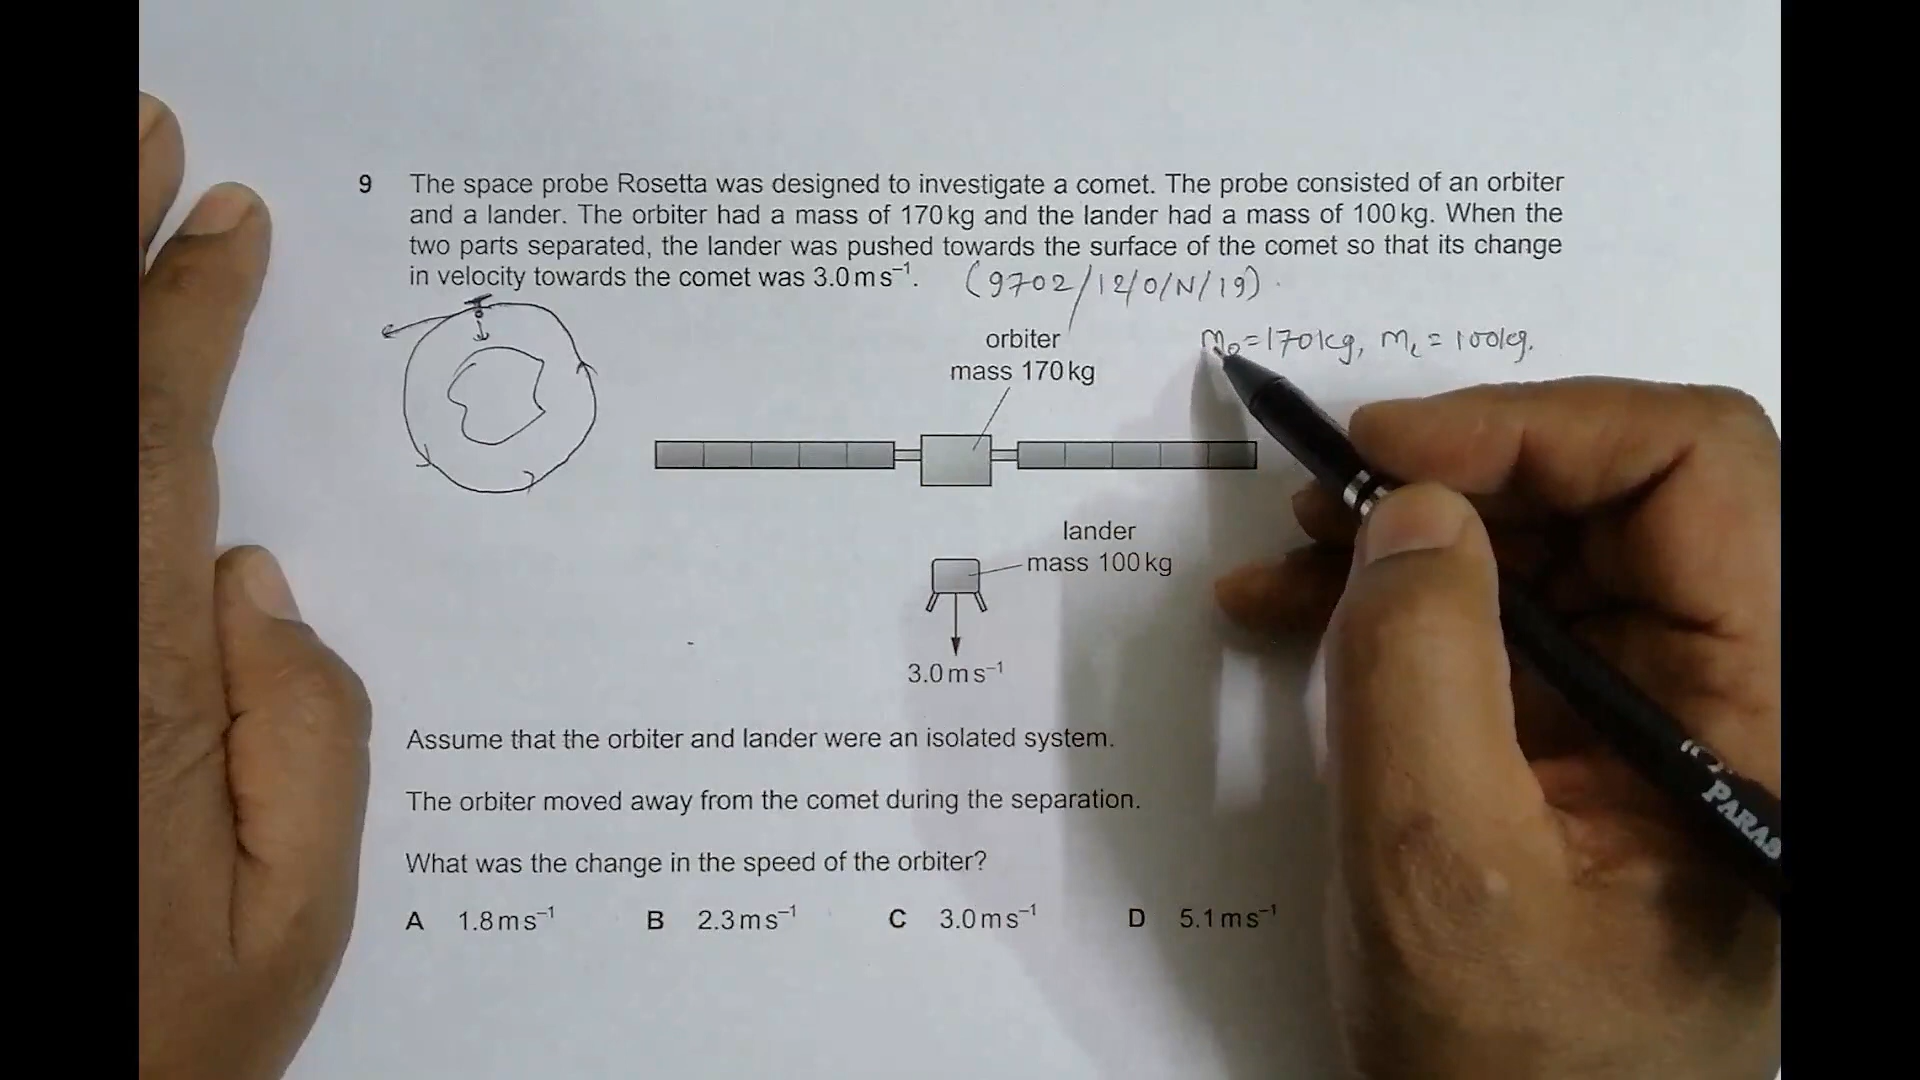 9 The space probe Rosetta was designed to investigate a comet. The probe consisted of an orbiter
and a lander. The orbiter had a mass of 170 kg and the lander had a mass of 100 kg. When the
two parts separated, the lander was pushed towards the surface of the comet so that its change
in velocity towards the comet was 3.0 m s⁻¹. (9702/12/O/N/19).
orbiter
mass 170 kg
m₀ = 170kg, m_L = 100kg.
lander
mass 100 kg
3.0 m s⁻¹
Assume that the orbiter and lander were an isolated system.
The orbiter moved away from the comet during the separation.
What was the change in the speed of the orbiter?
A 1.8 m s⁻¹ B 2.3 m s⁻¹ C 3.0 m s⁻¹ D 5.1 m s⁻¹
PARAS